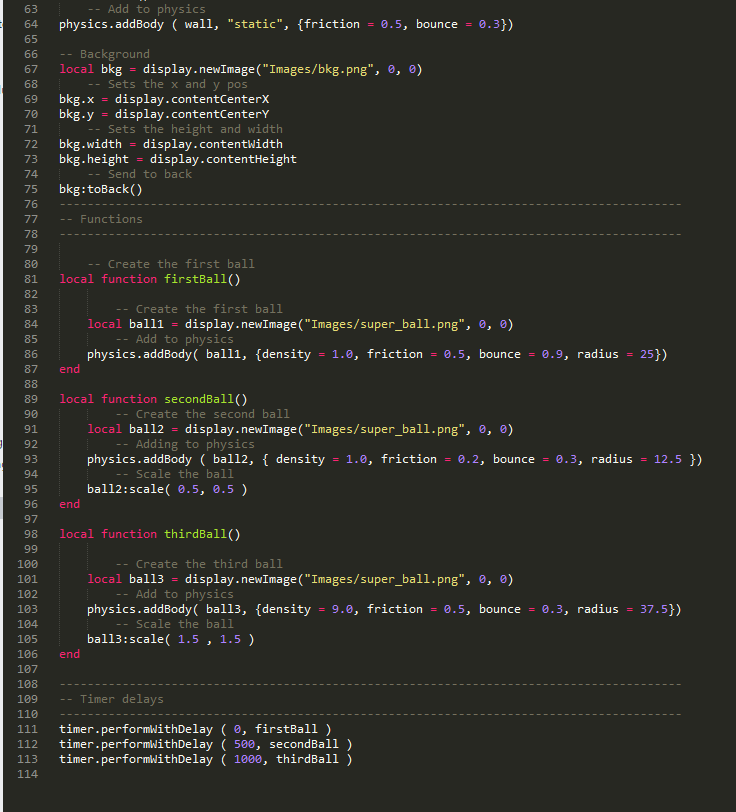 63 -- Add to physics
64 physics.addBody ( wall, "static", {friction = 0.5, bounce = 0.3})
65
66 -- Background
67 local bkg = display.newImage("Images/bkg.png", 0, 0)
68 -- Sets the x and y pos
69 bkg.x = display.contentCenterX
70 bkg.y = display.contentCenterY
71 -- Sets the height and width
72 bkg.width = display.contentWidth
73 bkg.height = display.contentHeight
74 -- Send to back
75 bkg:toBack()
76 -----------------------------------------------------------------------------------------
77 -- Functions
78 -----------------------------------------------------------------------------------------
79
80 -- Create the first ball
81 local function firstBall()
82
83 -- Create the first ball
84 local ball1 = display.newImage("Images/super_ball.png", 0, 0)
85 -- Add to physics
86 physics.addBody( ball1, {density = 1.0, friction = 0.5, bounce = 0.9, radius = 25})
87 end
88
89 local function secondBall()
90 -- Create the second ball
91 local ball2 = display.newImage("Images/super_ball.png", 0, 0)
92 -- Adding to physics
93 physics.addBody ( ball2, { density = 1.0, friction = 0.2, bounce = 0.3, radius = 12.5 })
94 -- Scale the ball
95 ball2:scale( 0.5, 0.5 )
96 end
97
98 local function thirdBall()
99
100 -- Create the third ball
101 local ball3 = display.newImage("Images/super_ball.png", 0, 0)
102 -- Add to physics
103 physics.addBody( ball3, {density = 9.0, friction = 0.5, bounce = 0.3, radius = 37.5})
104 -- Scale the ball
105 ball3:scale( 1.5 , 1.5 )
106 end
107
108 -----------------------------------------------------------------------------------------
109 -- Timer delays
110 -----------------------------------------------------------------------------------------
111 timer.performWithDelay ( 0, firstBall )
112 timer.performWithDelay ( 500, secondBall )
113 timer.performWithDelay ( 1000, thirdBall )
114